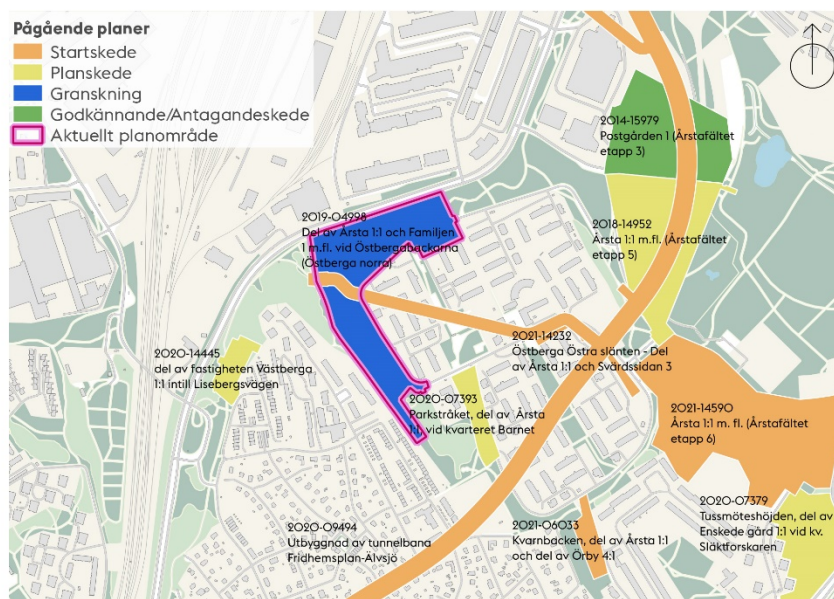 Pågående planer
Startskede
Planskede
Granskning
Godkännande/Antagandeskede
Aktuellt planområde
2014-15979
Postgården 1 (Årstafältet
etapp 3)
2019-04998
Del av Årsta 1:1 och Familjen
1 m.fl. vid Östbergabackarna
(Östberga norra)
2018-14952
Årsta 1:1 m.fl. (Årstafältet
etapp 5)
2021-14232
Östberga Östra slänten - Del
av Årsta 1:1 och Svärdssidan 3
2020-14445
del av fastigheten Västberga
1:1 intill Lisebergsvägen
2020-07393
Parkstråket, del av Årsta
1:1, vid kvarteret Barnet
2021-14590
Årsta 1:1 m. fl. (Årstafältet
etapp 6)
2020-07379
Tussmöteshöjden, del av
Enskede gård 1:1 vid kv.
Släktforskaren
2020-09494
Utbyggnad av tunnelbana
Fridhemsplan-Älvsjö
2021-06033
Kvarnbacken, del av Årsta 1:1
och del av Örby 4:1